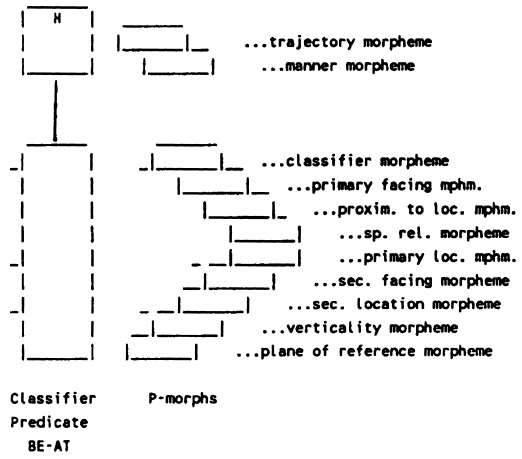 M
...trajectory morpheme
...manner morpheme
...classifier morpheme
...primary facing mphm.
...proxim. to loc. mphm.
...sp. rel. morpheme
...primary loc. mphm.
...sec. facing morpheme
...sec. location morpheme
...verticality morpheme
...plane of reference morpheme
Classifier P-morphs
Predicate
BE-AT